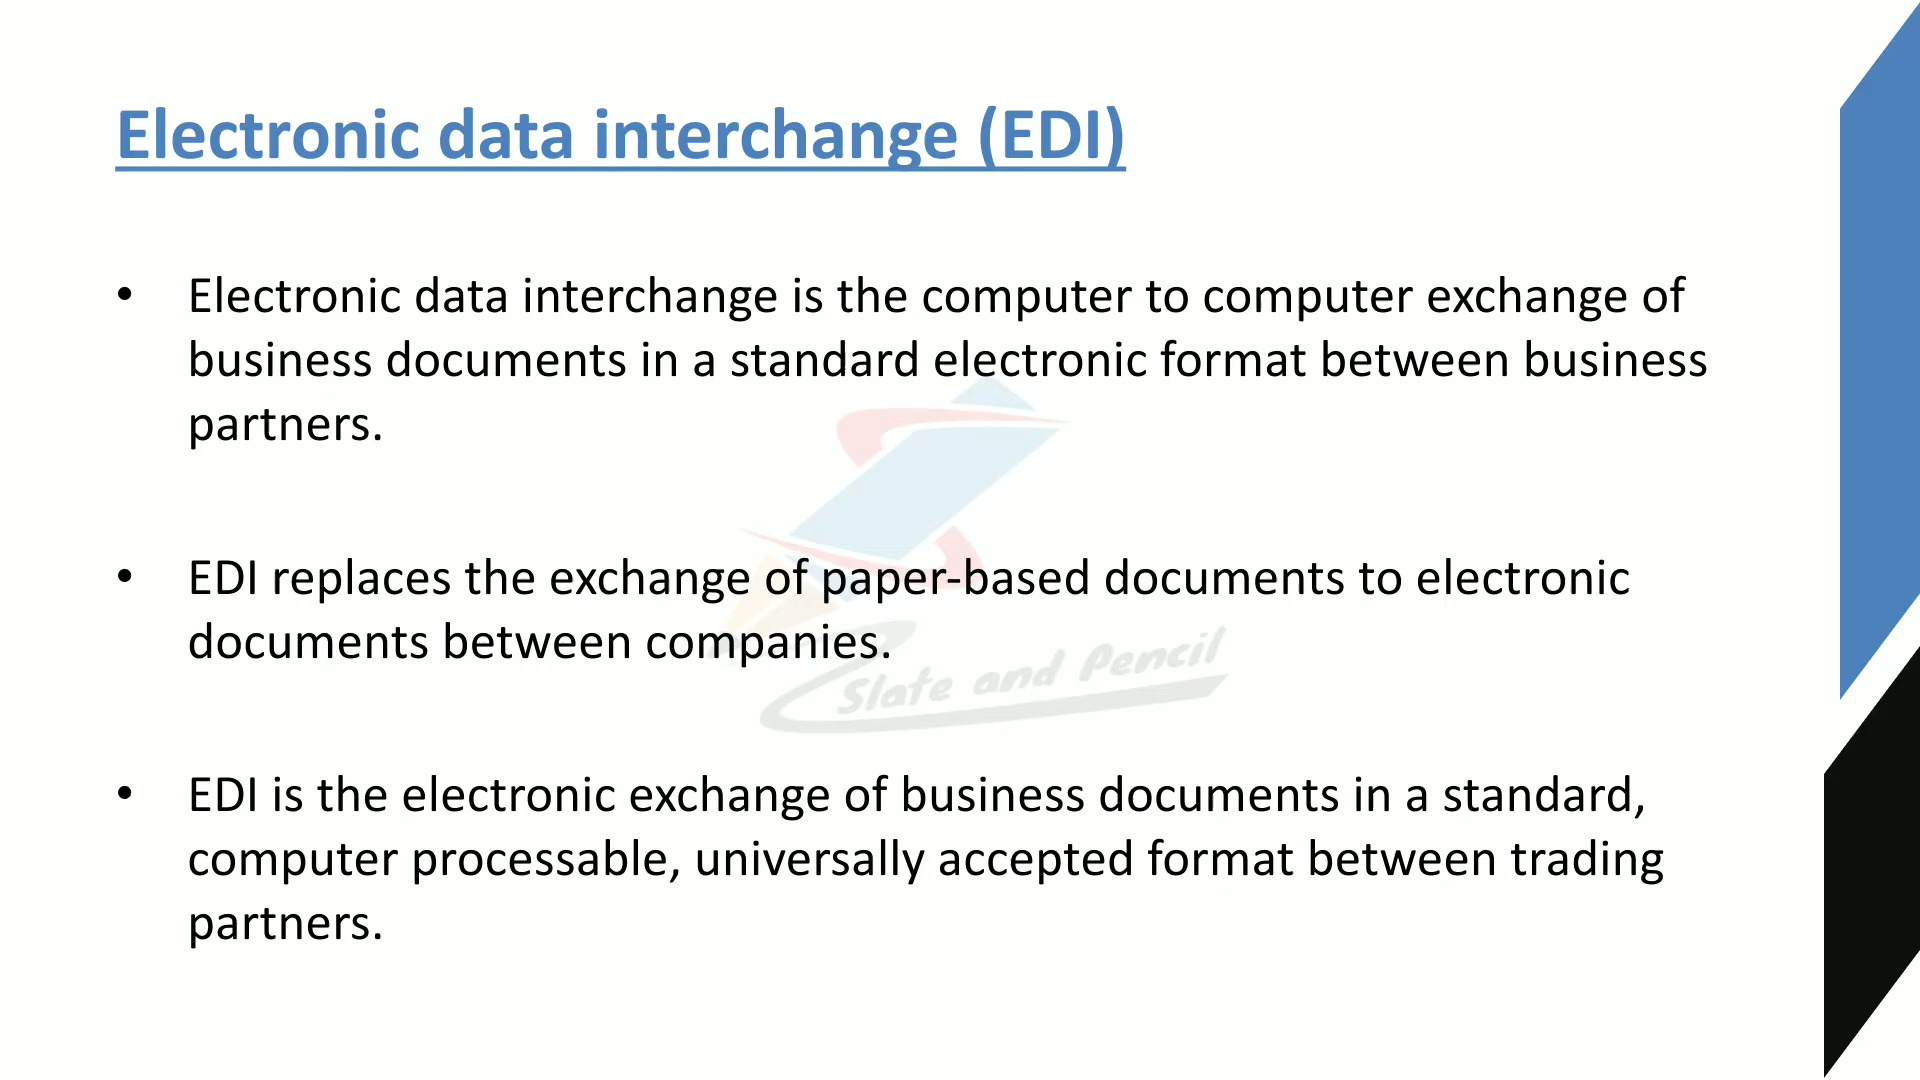 Electronic data interchange (EDI)
• Electronic data interchange is the computer to computer exchange of
business documents in a standard electronic format between business
partners.
• EDI replaces the exchange of paper-based documents to electronic
documents between companies.
Slate and Pencil
• EDI is the electronic exchange of business documents in a standard,
computer processable, universally accepted format between trading
partners.